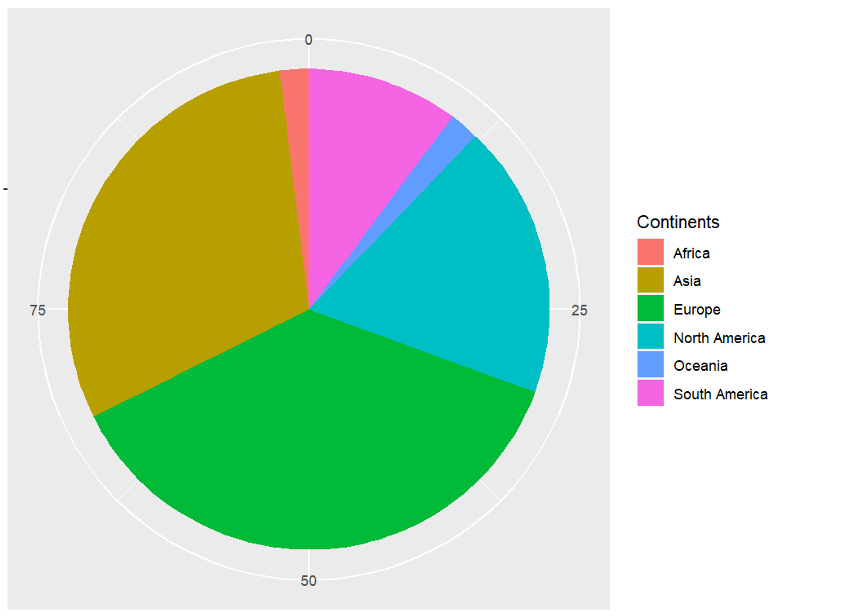 0
75
25
50
Continents
Africa
Asia
Europe
North America
Oceania
South America